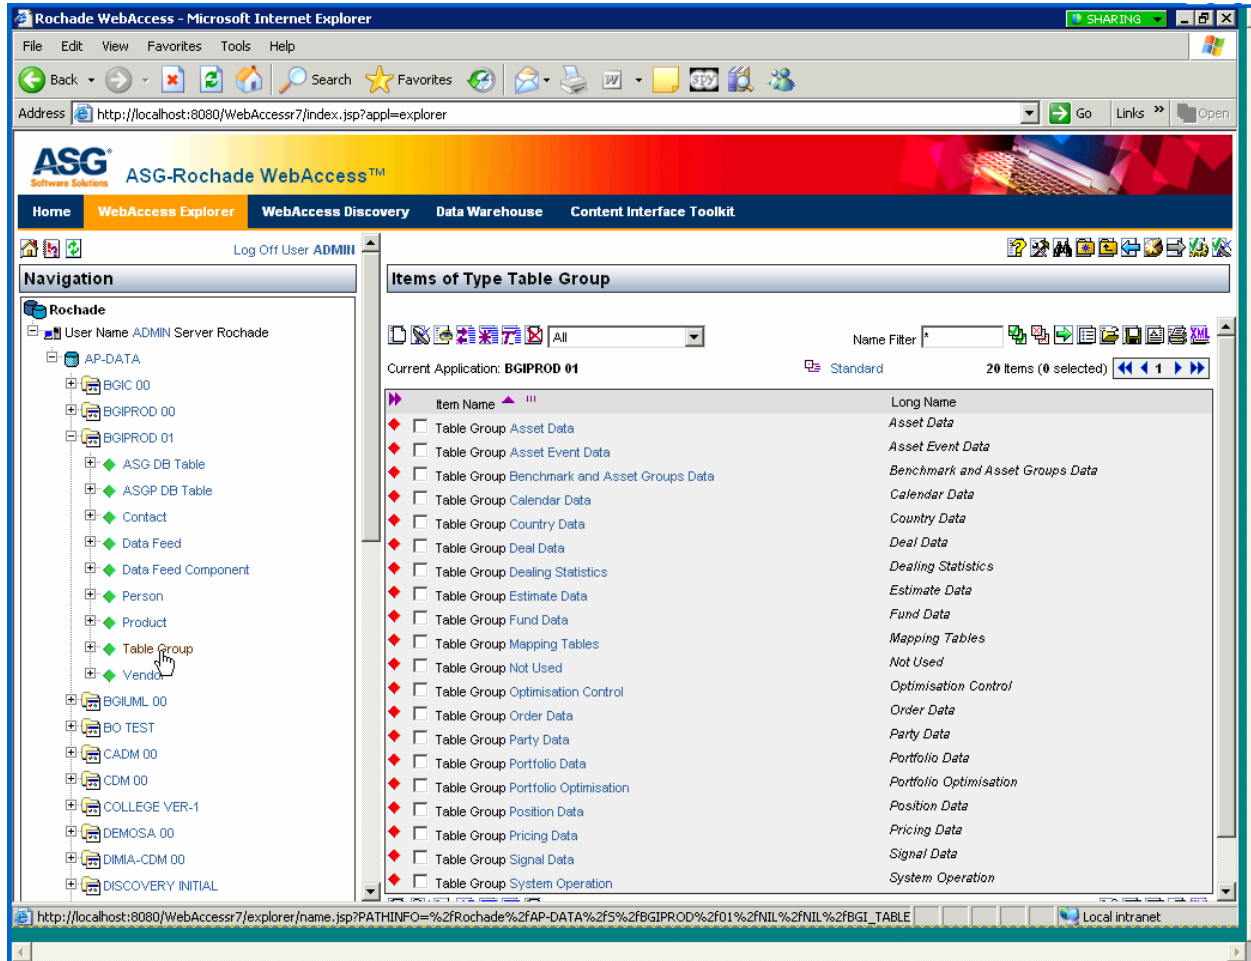 Rochade WebAccess - Microsoft Internet Explorer
SHARING
File Edit View Favorites Tools Help
Back Search Favorites SPY
Address http://localhost:8080/WebAccessr7/index.jsp?appl=explorer Go Links » Open
ASG Software Solutions ASG-Rochade WebAccess™
Home WebAccess Explorer WebAccess Discovery Data Warehouse Content Interface Toolkit
Log Off User ADMIN
Navigation
Rochade
User Name ADMIN Server Rochade
AP-DATA
BGIC 00
BGIPROD 00
BGIPROD 01
ASG DB Table
ASGP DB Table
Contact
Data Feed
Data Feed Component
Person
Product
Table Group
Vendor
BGIUML 00
BO TEST
CADM 00
CDM 00
COLLEGE VER-1
DEMOSA 00
DIMIA-CDM 00
DISCOVERY INITIAL
Items of Type Table Group
All Name Filter * XML
Current Application: BGIPROD 01 Standard 20 Items (0 selected) 1
Item Name Long Name
Table Group Asset Data Asset Data
Table Group Asset Event Data Asset Event Data
Table Group Benchmark and Asset Groups Data Benchmark and Asset Groups Data
Table Group Calendar Data Calendar Data
Table Group Country Data Country Data
Table Group Deal Data Deal Data
Table Group Dealing Statistics Dealing Statistics
Table Group Estimate Data Estimate Data
Table Group Fund Data Fund Data
Table Group Mapping Tables Mapping Tables
Table Group Not Used Not Used
Table Group Optimisation Control Optimisation Control
Table Group Order Data Order Data
Table Group Party Data Party Data
Table Group Portfolio Data Portfolio Data
Table Group Portfolio Optimisation Portfolio Optimisation
Table Group Position Data Position Data
Table Group Pricing Data Pricing Data
Table Group Signal Data Signal Data
Table Group System Operation System Operation
http://localhost:8080/WebAccessr7/explorer/name.jsp?PATHINFO=%2fRochade%2fAP-DATA%2f5%2fBGIPROD%2f01%2fNIL%2fNIL%2fBGI_TABLE Local intranet